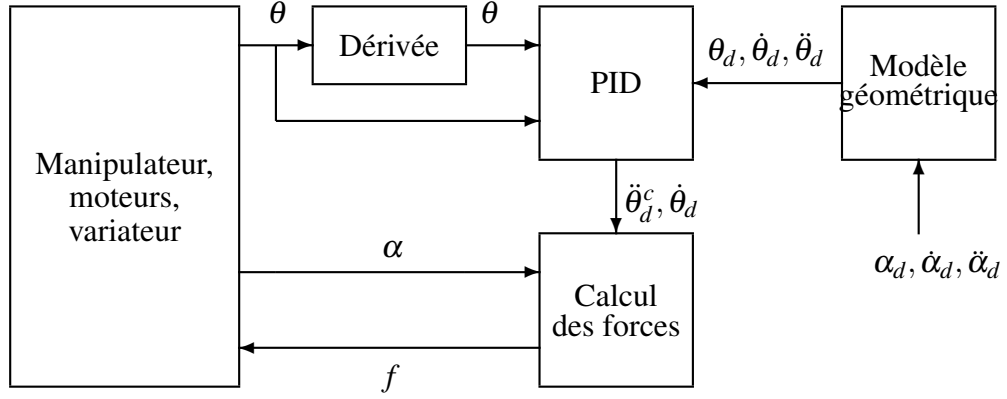 θ
Dérivée
θ
PID
θ_d, θ̇_d, θ̈_d
Modèle
géométrique
Manipulateur,
moteurs,
variateur
θ̈_d^c, θ̇_d
α
Calcul
des forces
α_d, α̇_d, α̈_d
f